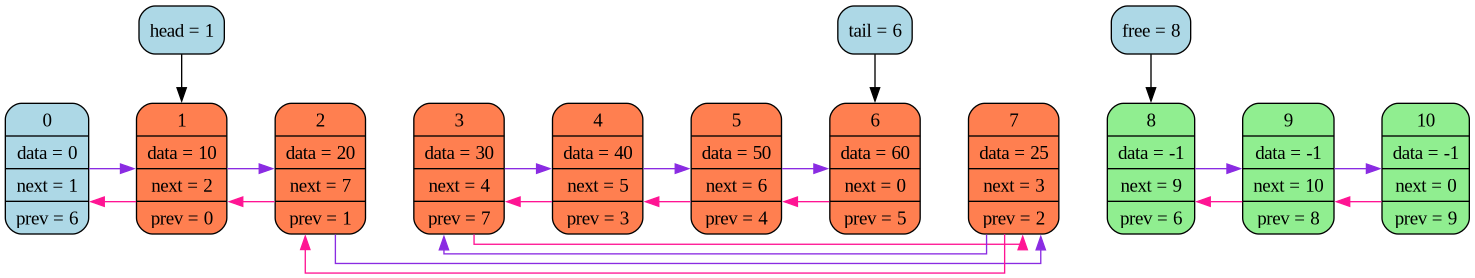 head = 1
tail = 6
free = 8
0
data = 0
next = 1
prev = 6
1
data = 10
next = 2
prev = 0
2
data = 20
next = 7
prev = 1
3
data = 30
next = 4
prev = 7
4
data = 40
next = 5
prev = 3
5
data = 50
next = 6
prev = 4
6
data = 60
next = 0
prev = 5
7
data = 25
next = 3
prev = 2
8
data = -1
next = 9
prev = 6
9
data = -1
next = 10
prev = 8
10
data = -1
next = 0
prev = 9